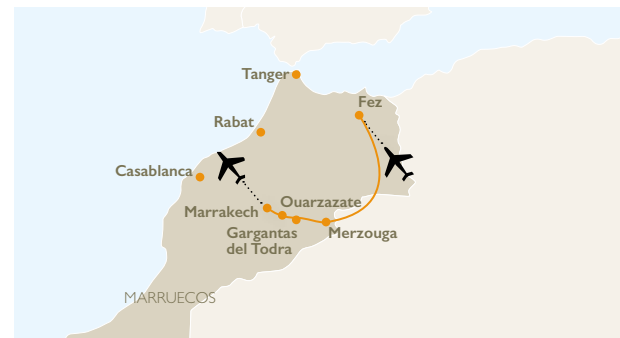 Tanger
Fez
Rabat
Casablanca
Ouarzazate
Marrakech
Gargantas
del Todra
Merzouga
MARRUECOS